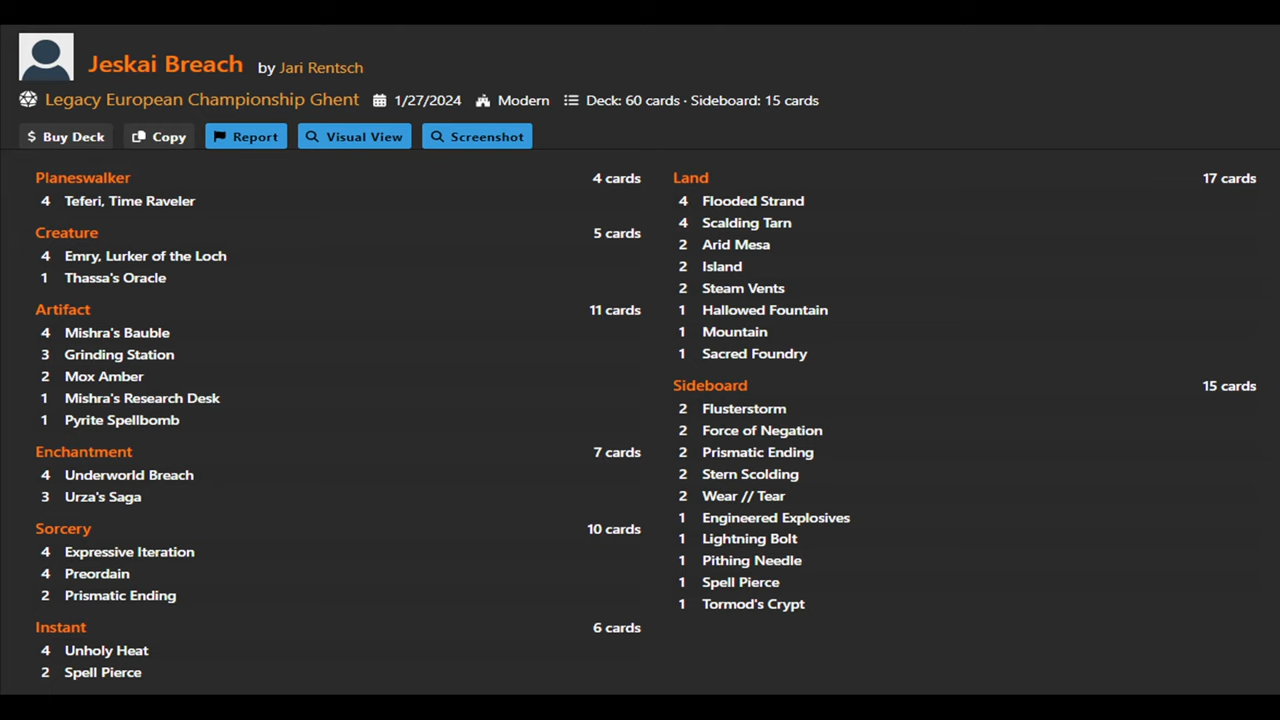 Jeskai Breach by Jari Rentsch
Legacy European Championship Ghent 1/27/2024 Modern Deck: 60 cards · Sideboard: 15 cards
$ Buy Deck Copy Report Visual View Screenshot
Planeswalker 4 cards
4 Teferi, Time Raveler
Creature 5 cards
4 Emry, Lurker of the Loch
1 Thassa's Oracle
Artifact 11 cards
4 Mishra's Bauble
3 Grinding Station
2 Mox Amber
1 Mishra's Research Desk
1 Pyrite Spellbomb
Enchantment 7 cards
4 Underworld Breach
3 Urza's Saga
Sorcery 10 cards
4 Expressive Iteration
4 Preordain
2 Prismatic Ending
Instant 6 cards
4 Unholy Heat
2 Spell Pierce
Land 17 cards
4 Flooded Strand
4 Scalding Tarn
2 Arid Mesa
2 Island
2 Steam Vents
1 Hallowed Fountain
1 Mountain
1 Sacred Foundry
Sideboard 15 cards
2 Flusterstorm
2 Force of Negation
2 Prismatic Ending
2 Stern Scolding
2 Wear // Tear
1 Engineered Explosives
1 Lightning Bolt
1 Pithing Needle
1 Spell Pierce
1 Tormod's Crypt